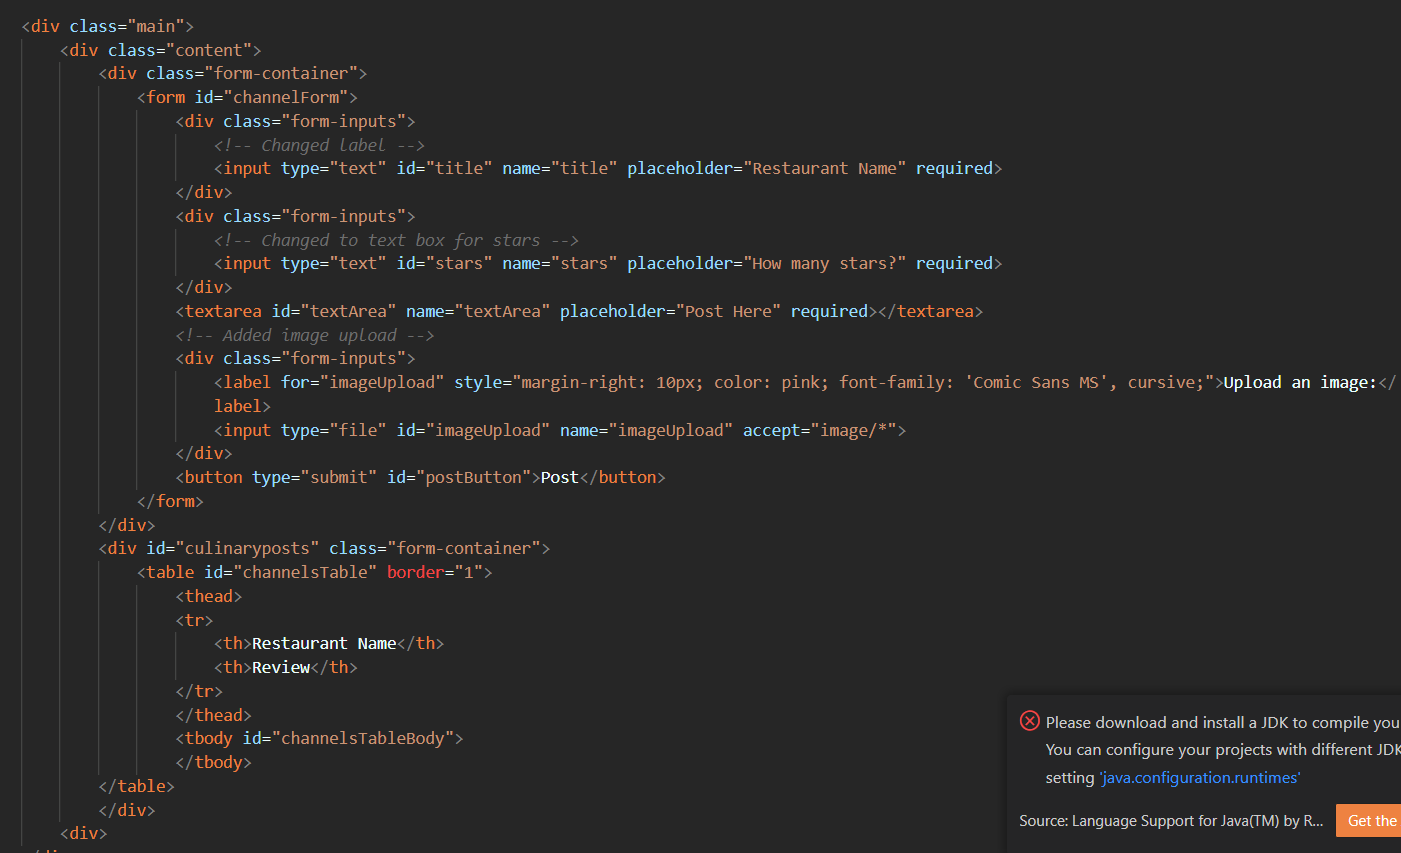 <div class="main">
<div class="content">
<div class="form-container">
<form id="channelForm">
<div class="form-inputs">
<!-- Changed label -->
<input type="text" id="title" name="title" placeholder="Restaurant Name" required>
</div>
<div class="form-inputs">
<!-- Changed to text box for stars -->
<input type="text" id="stars" name="stars" placeholder="How many stars?" required>
</div>
<textarea id="textArea" name="textArea" placeholder="Post Here" required></textarea>
<!-- Added image upload -->
<div class="form-inputs">
<label for="imageUpload" style="margin-right: 10px; color: pink; font-family: 'Comic Sans MS', cursive;">Upload an image:</
label>
<input type="file" id="imageUpload" name="imageUpload" accept="image/*">
</div>
<button type="submit" id="postButton">Post</button>
</form>
</div>
<div id="culinaryposts" class="form-container">
<table id="channelsTable" border="1">
<thead>
<tr>
<th>Restaurant Name</th>
<th>Review</th>
</tr>
</thead>
<tbody id="channelsTableBody">
</tbody>
</table>
</div>
<div>
Please download and install a JDK to compile you
You can configure your projects with different JDK
setting 'java.configuration.runtimes'
Source: Language Support for Java(TM) by R...
Get the